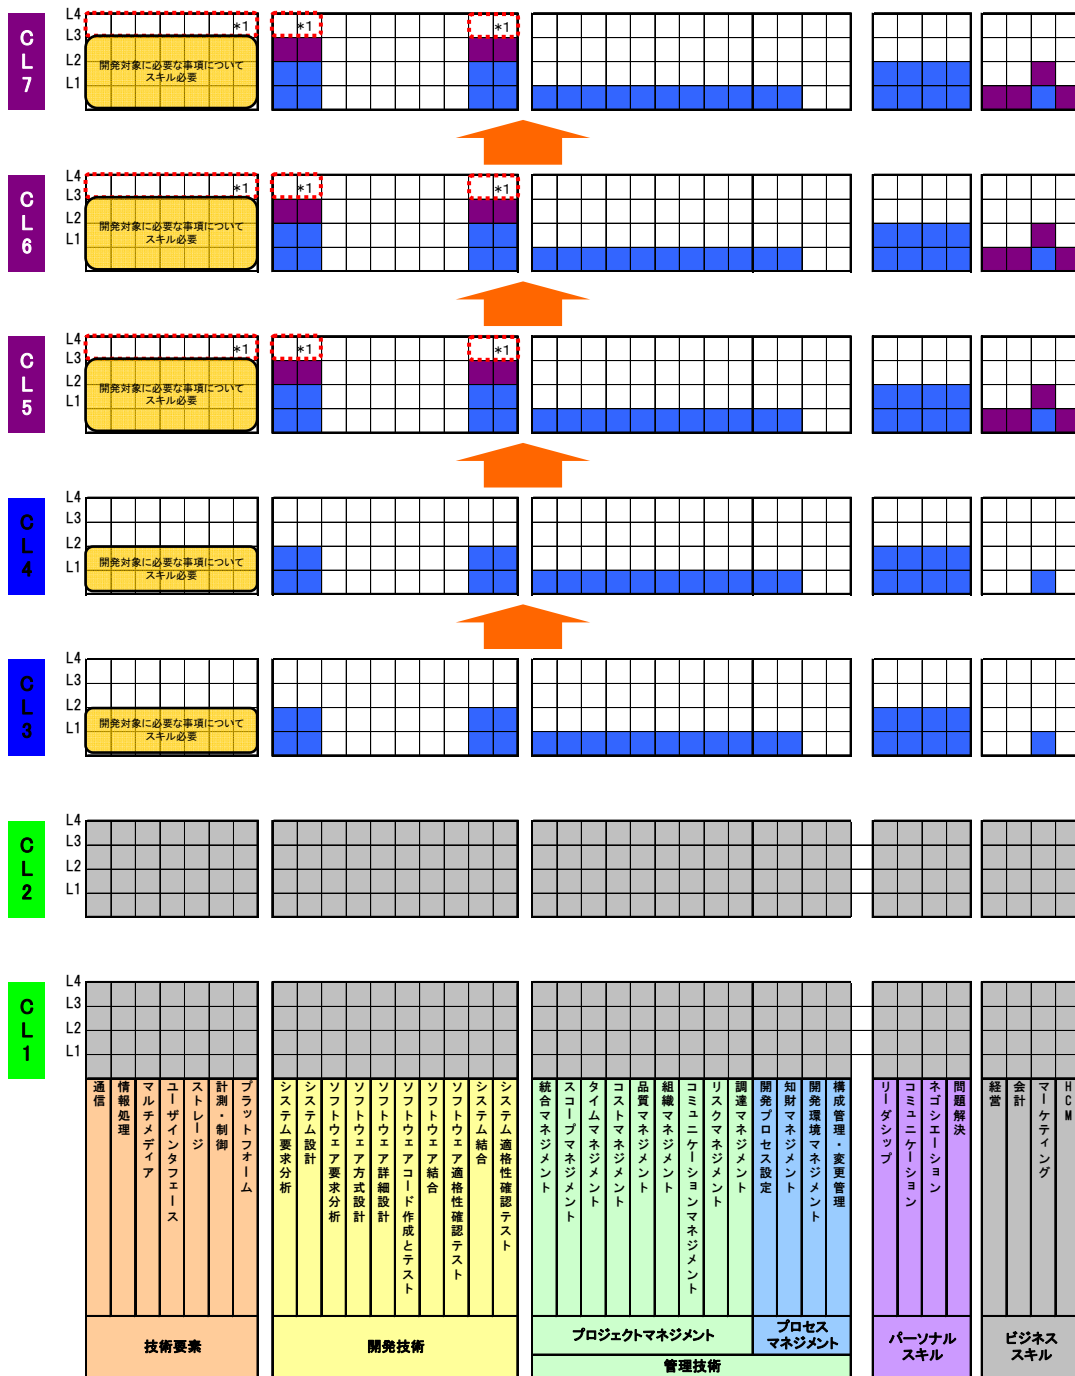 CL7
L4
L3
L2
L1
*1
*1
*1
開発対象に必要な事項について
スキル必要
CL6
L4
L3
L2
L1
*1
*1
*1
開発対象に必要な事項について
スキル必要
CL5
L4
L3
L2
L1
*1
*1
*1
開発対象に必要な事項について
スキル必要
CL4
L4
L3
L2
L1
開発対象に必要な事項について
スキル必要
CL3
L4
L3
L2
L1
開発対象に必要な事項について
スキル必要
CL2
L4
L3
L2
L1
CL1
L4
L3
L2
L1
通信
情報処理
マルチメディア
ユーザインタフェース
ストレージ
計測・制御
プラットフォーム
システム要求分析
システム設計
ソフトウェア要求分析
ソフトウェア方式設計
ソフトウェア詳細設計
ソフトウェアコード作成とテスト
ソフトウェア結合
ソフトウェア適格性確認テスト
システム結合
システム適格性確認テスト
統合マネジメント
スコープマネジメント
タイムマネジメント
コストマネジメント
品質マネジメント
組織マネジメント
コミュニケーションマネジメント
リスクマネジメント
調達マネジメント
開発プロセス設定
知財マネジメント
開発環境マネジメント
構成管理・変更管理
リーダシップ
コミュニケーション
ネゴシエーション
問題解決
経営
会計
マーケティング
HCM
技術要素
開発技術
プロジェクトマネジメント
プロセス
マネジメント
管理技術
パーソナル
スキル
ビジネス
スキル